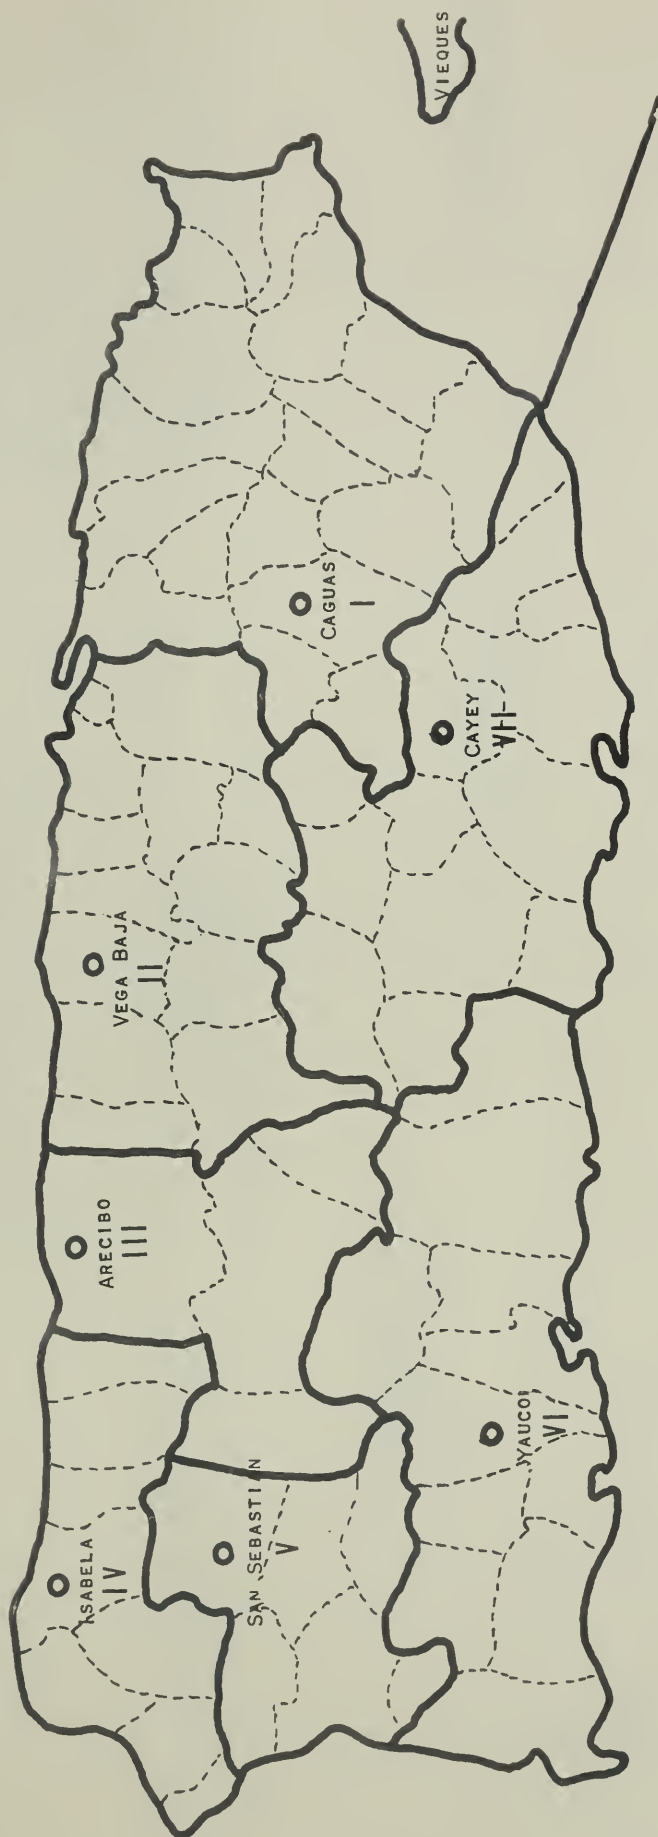 ISABELA
IV
SAN SEBASTIAN
V
ARECIBO
III
YAUCO
VI
VEGA BAJA
II
CAYEY
VII
CAGUAS
I
VIEQUES